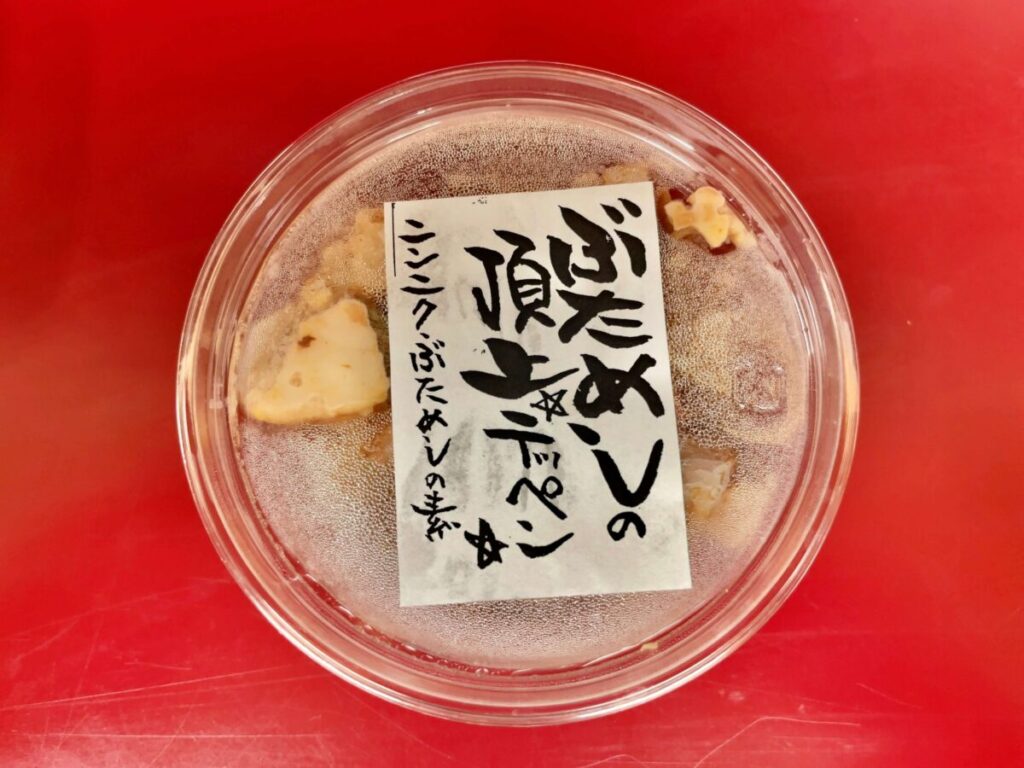 ぶためしの
頂上☆テッペン☆
ニンニク・ぶためしの素